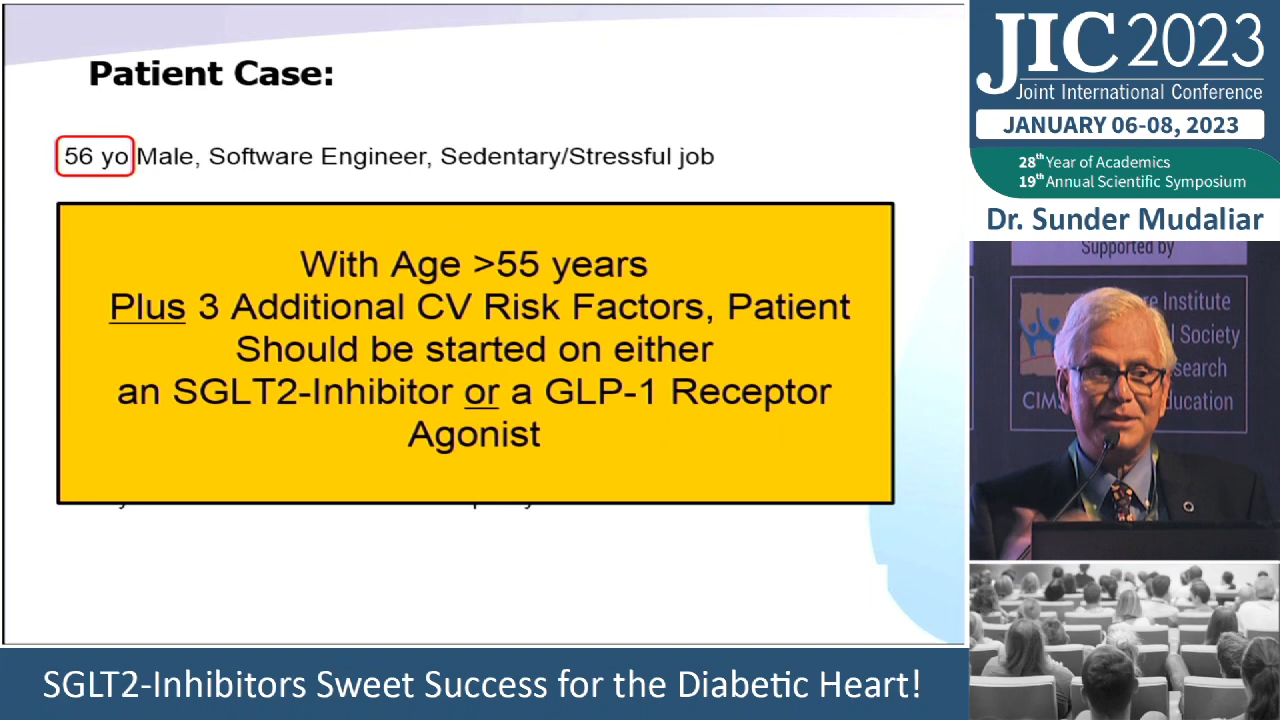 Patient Case:
56 yo Male, Software Engineer, Sedentary/Stressful job
With Age >55 years
Plus 3 Additional CV Risk Factors, Patient
Should be started on either
an SGLT2-Inhibitor or a GLP-1 Receptor
Agonist
JIC 2023
Joint International Conference
JANUARY 06-08, 2023
28th Year of Academics
19th Annual Scientific Symposium
Dr. Sunder Mudaliar
Supported by
Institute
Society
CIM
SGLT2-Inhibitors Sweet Success for the Diabetic Heart!